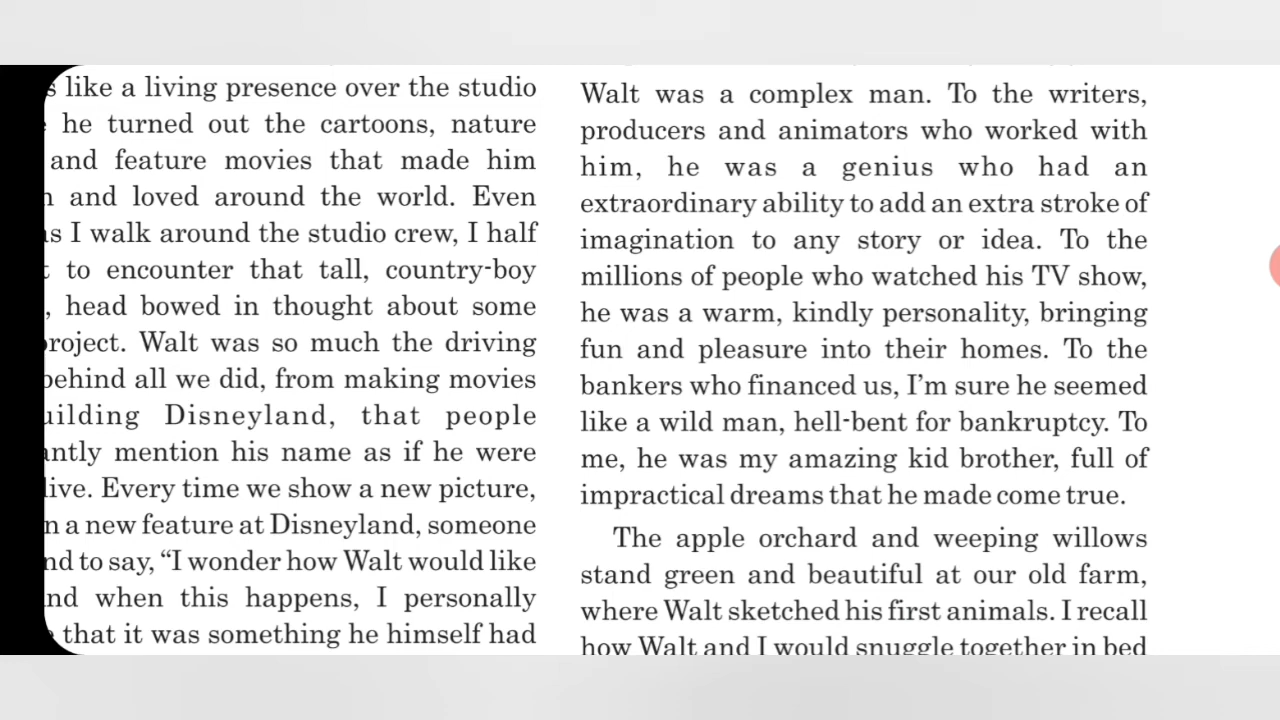 like a living presence over the studio
he turned out the cartoons, nature
and feature movies that made him
and loved around the world. Even
I walk around the studio crew, I half
to encounter that tall, country-boy
, head bowed in thought about some
project. Walt was so much the driving
behind all we did, from making movies
building Disneyland, that people
mention his name as if he were
Every time we show a new picture,
a new feature at Disneyland, someone
to say, “I wonder how Walt would like
when this happens, I personally
that it was something he himself had
Walt was a complex man. To the writers,
producers and animators who worked with
him, he was a genius who had an
extraordinary ability to add an extra stroke of
imagination to any story or idea. To the
millions of people who watched his TV show,
he was a warm, kindly personality, bringing
fun and pleasure into their homes. To the
bankers who financed us, I’m sure he seemed
like a wild man, hell-bent for bankruptcy. To
me, he was my amazing kid brother, full of
impractical dreams that he made come true.
The apple orchard and weeping willows
stand green and beautiful at our old farm,
where Walt sketched his first animals. I recall
how Walt and I would snuggle together in bed